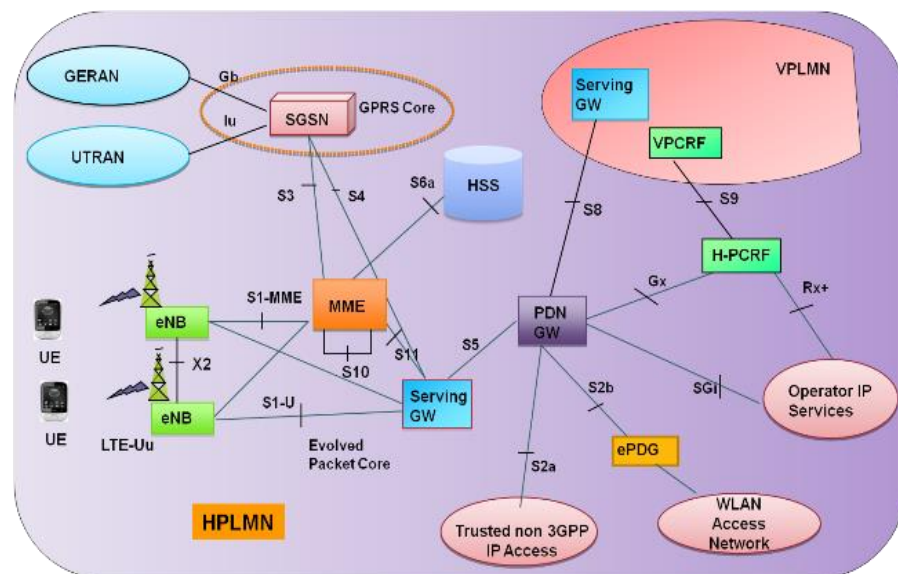 GERAN
Gb
GPRS Core
SGSN
Iu
UTRAN
VPLMN
Serving
GW
VPCRF
S3
S4
S6a
HSS
S8
S9
H-PCRF
Gx
Rx+
S1-MME
MME
eNB
UE
X2
S10
S11
S5
PDN
GW
SGi
Operator IP
Services
UE
eNB
LTE-Uu
S1-U
Serving
GW
Evolved
Packet Core
S2b
ePDG
S2a
HPLMN
Trusted non 3GPP
IP Access
WLAN
Access
Network